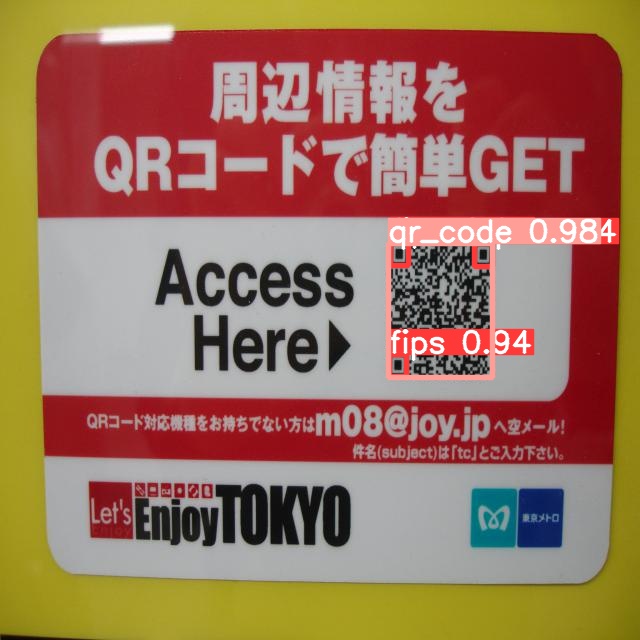 周辺情報を
QRコードで簡単GET
qr_code 0.984
Access
Here▶
fips 0.94
QRコード対応機種をお持ちでない方はm08@joy.jpへ空メール!
件名(subject)は「tc」とご入力下さい。
Let's
enjoy
EnjoyTOKYO
東京メトロ